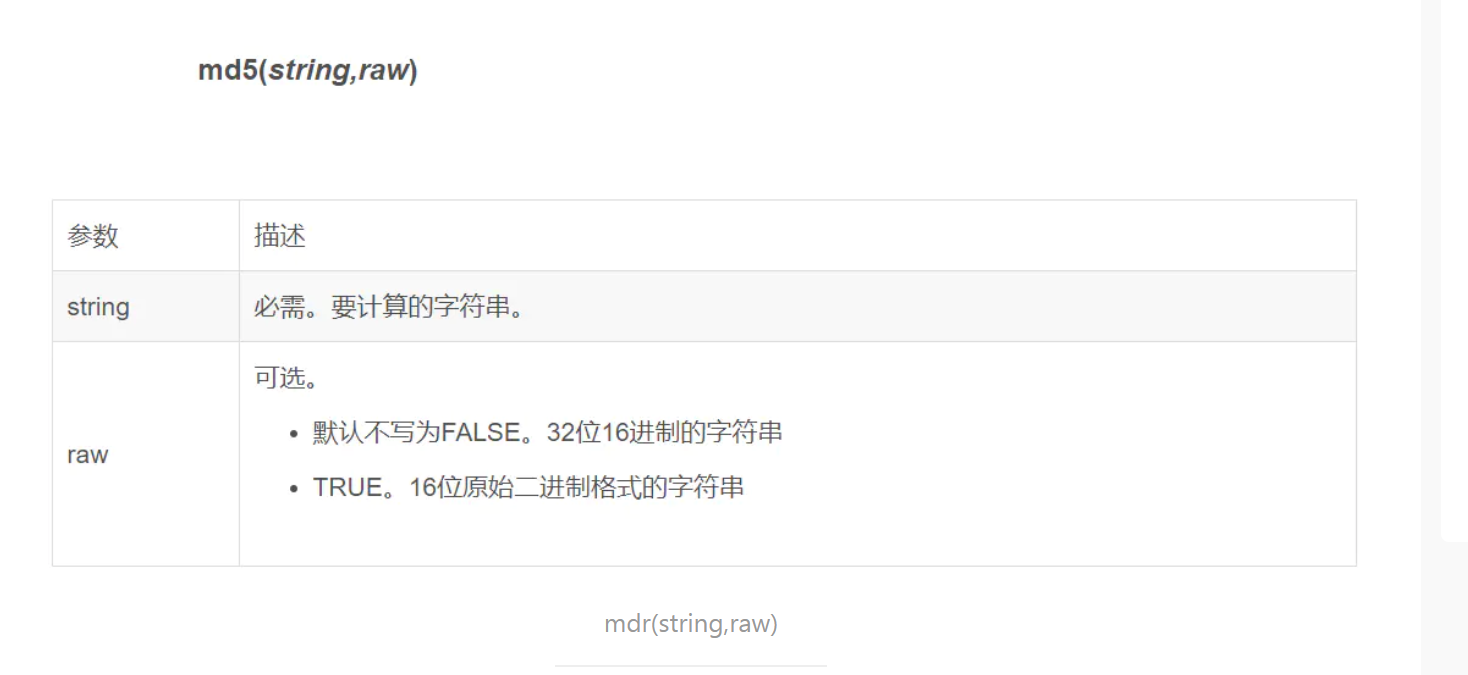 md5(string,raw)
参数 描述
string 必需。要计算的字符串。
可选。
默认不写为FALSE。32位16进制的字符串
raw
TRUE。16位原始二进制格式的字符串
mdr(string,raw)